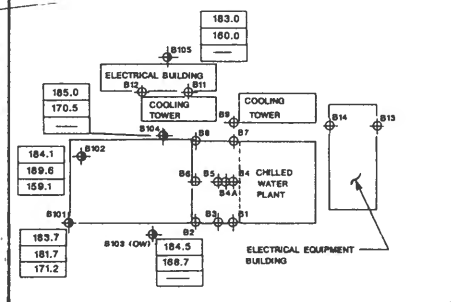 183.0
160.0
—
B105
ELECTRICAL BUILDING
B12
B11
COOLING
TOWER
COOLING
TOWER
B9
185.0
170.5
—
B104
B8
B7
B14
B13
B102
184.1
189.6
159.1
B6
B5
B4
B4A
CHILLED
WATER
PLANT
B101
B2
B3
B1
B103 (OW)
183.7
181.7
171.2
184.5
168.7
—
ELECTRICAL EQUIPMENT
BUILDING